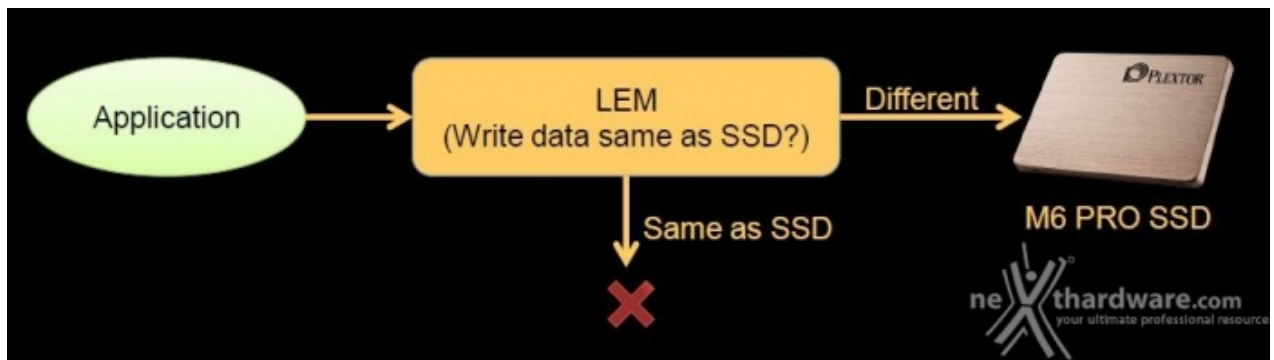 Application
LEM
(Write data same as SSD?)
Different
PLEXTOR
Same as SSD
M6 PRO SSD
nexthardware.com
your ultimate professional resource